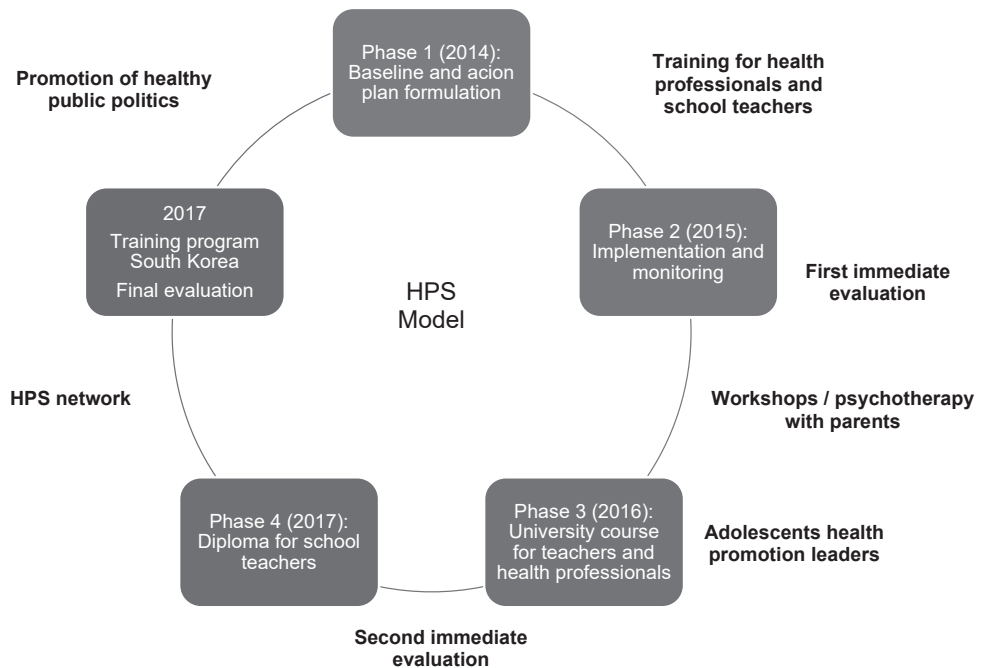 Phase 1 (2014):
Baseline and acion
plan formulation
Training for health
professionals and
school teachers
Phase 2 (2015):
Implementation and
monitoring
First immediate
evaluation
Workshops / psychotherapy
with parents
Phase 3 (2016):
University course
for teachers and
health professionals
Adolescents health
promotion leaders
Second immediate
evaluation
Phase 4 (2017):
Diploma for school
teachers
HPS network
2017
Training program
South Korea
Final evaluation
Promotion of healthy
public politics
HPS
Model